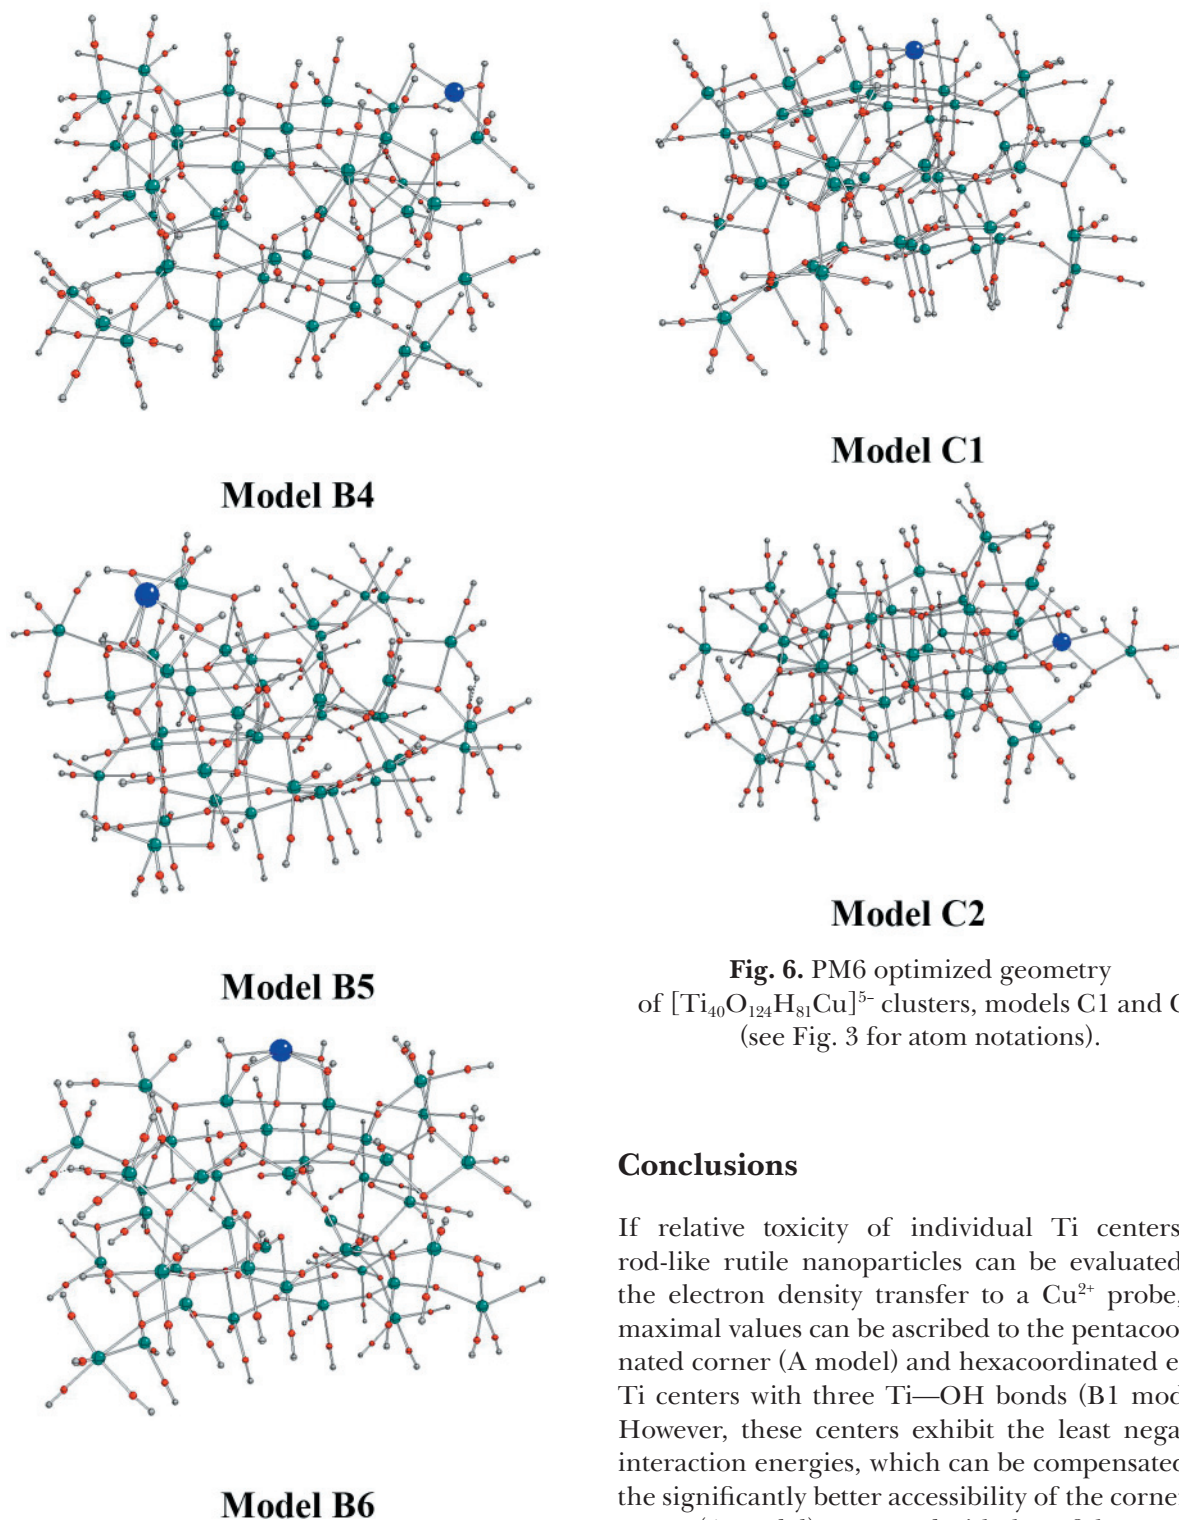 Model B4
Model B5
Model B6
Model C1
Model C2
Fig. 6. PM6 optimized geometry
of [Ti₄₀O₁₂₄H₈₁Cu]⁵⁻ clusters, models C1 and C
(see Fig. 3 for atom notations).
Conclusions
If relative toxicity of individual Ti centers
rod-like rutile nanoparticles can be evaluated
the electron density transfer to a Cu²⁺ probe,
maximal values can be ascribed to the pentacoo
nated corner (A model) and hexacoordinated e
Ti centers with three Ti—OH bonds (B1 mod
However, these centers exhibit the least nega
interaction energies, which can be compensated
the significantly better accessibility of the corner